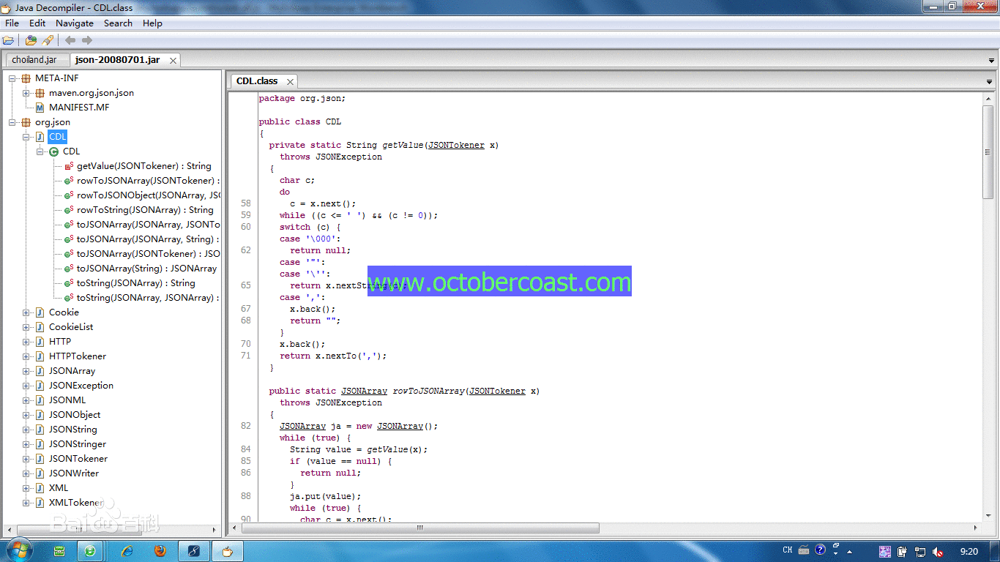 Java Decompiler - CDL.class
File Edit Navigate Search Help
choiland.jar json-20080701.jar
META-INF
maven.org.json.json
MANIFEST.MF
org.json
CDL
CDL
getValue(JSONTokener) : String
rowToJSONArray(JSONTokener) :
rowToJSONObject(JSONArray, JSO
rowToString(JSONArray) : String
toJSONArray(JSONArray, JSONTo
toJSONArray(JSONArray, String) :
toJSONArray(JSONTokener) : JSO
toJSONArray(String) : JSONArray
toString(JSONArray) : String
toString(JSONArray, JSONArray) :
Cookie
CookieList
HTTP
HTTPTokener
JSONArray
JSONException
JSONML
JSONObject
JSONString
JSONStringer
JSONTokener
JSONWriter
XML
XMLTokener
Baidu百科
CDL.class
package org.json;
public class CDL
{
private static String getValue(JSONTokener x)
throws JSONException
{
char c;
do
58 c = x.next();
59 while ((c <= ' ') && (c != 0));
60 switch (c) {
case '\000':
62 return null;
case '"':
case '\'':
65 return x.nextString(c);
www.octobercoast.com
case ',':
67 x.back();
68 return "";
}
70 x.back();
71 return x.nextTo(',');
}
public static JSONArray rowToJSONArray(JSONTokener x)
throws JSONException
{
82 JSONArray ja = new JSONArray();
while (true) {
84 String value = getValue(x);
85 if (value == null) {
86 return null;
}
88 ja.put(value);
while (true) {
90 char c = x.next();
CH 9:20